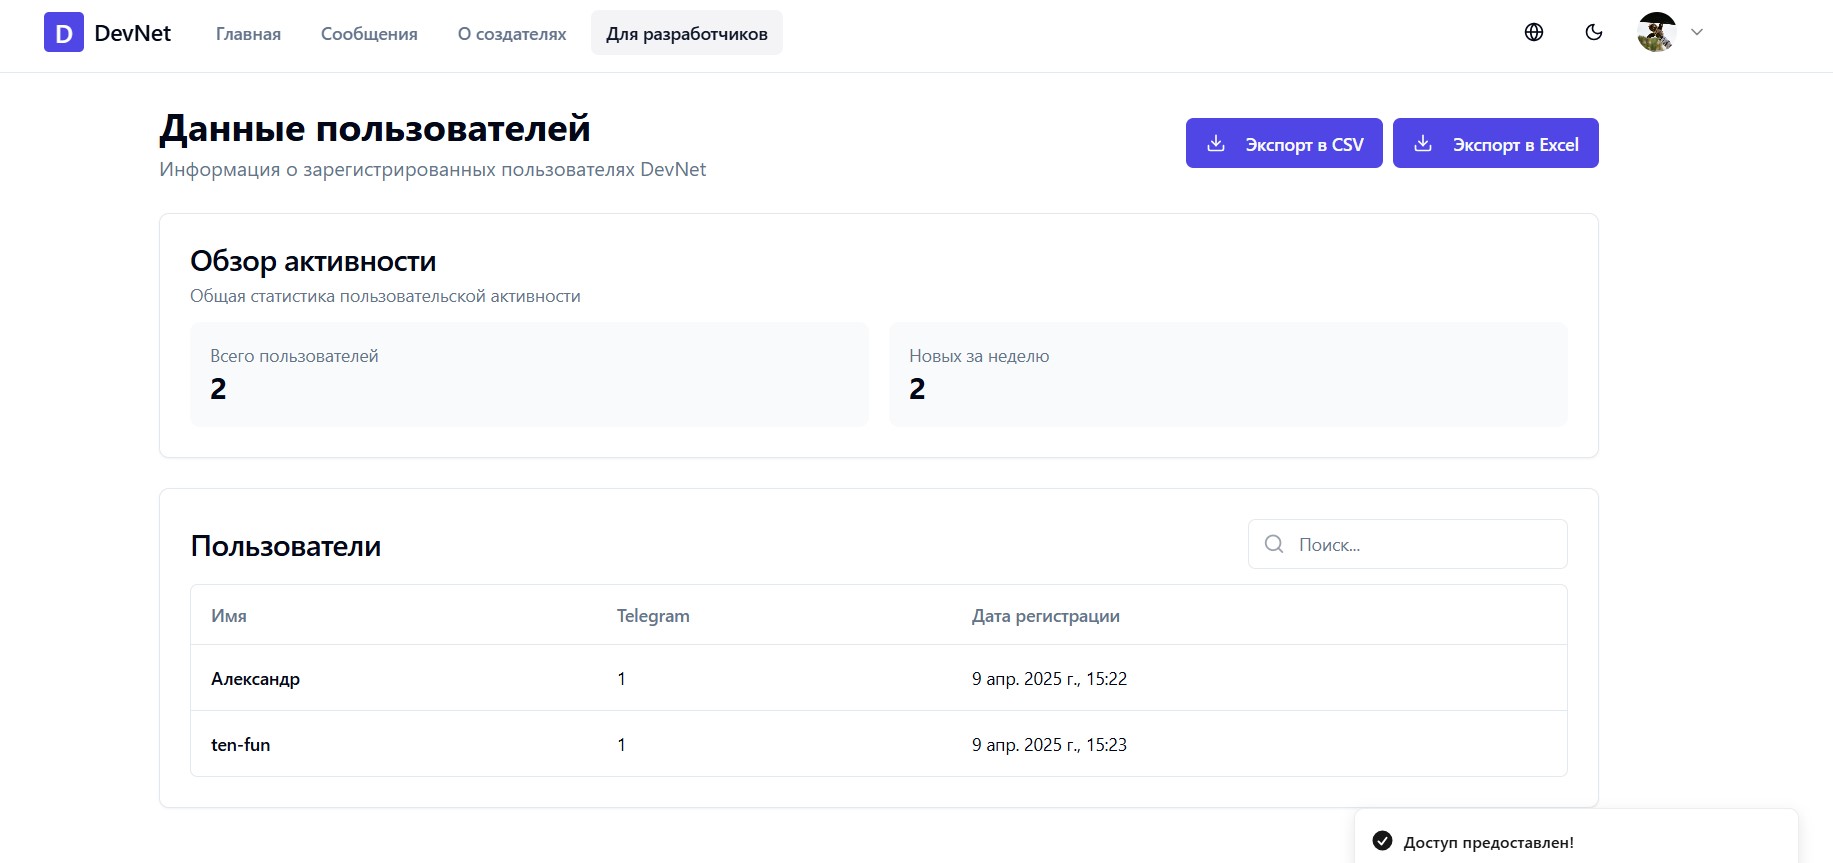 D DevNet Главная Сообщения О создателях Для разработчиков
Данные пользователей
Информация о зарегистрированных пользователях DevNet
Экспорт в CSV Экспорт в Excel
Обзор активности
Общая статистика пользовательской активности
Всего пользователей
2
Новых за неделю
2
Пользователи
Поиск...
Имя Telegram Дата регистрации
Александр 1 9 апр. 2025 г., 15:22
ten-fun 1 9 апр. 2025 г., 15:23
Доступ предоставлен!